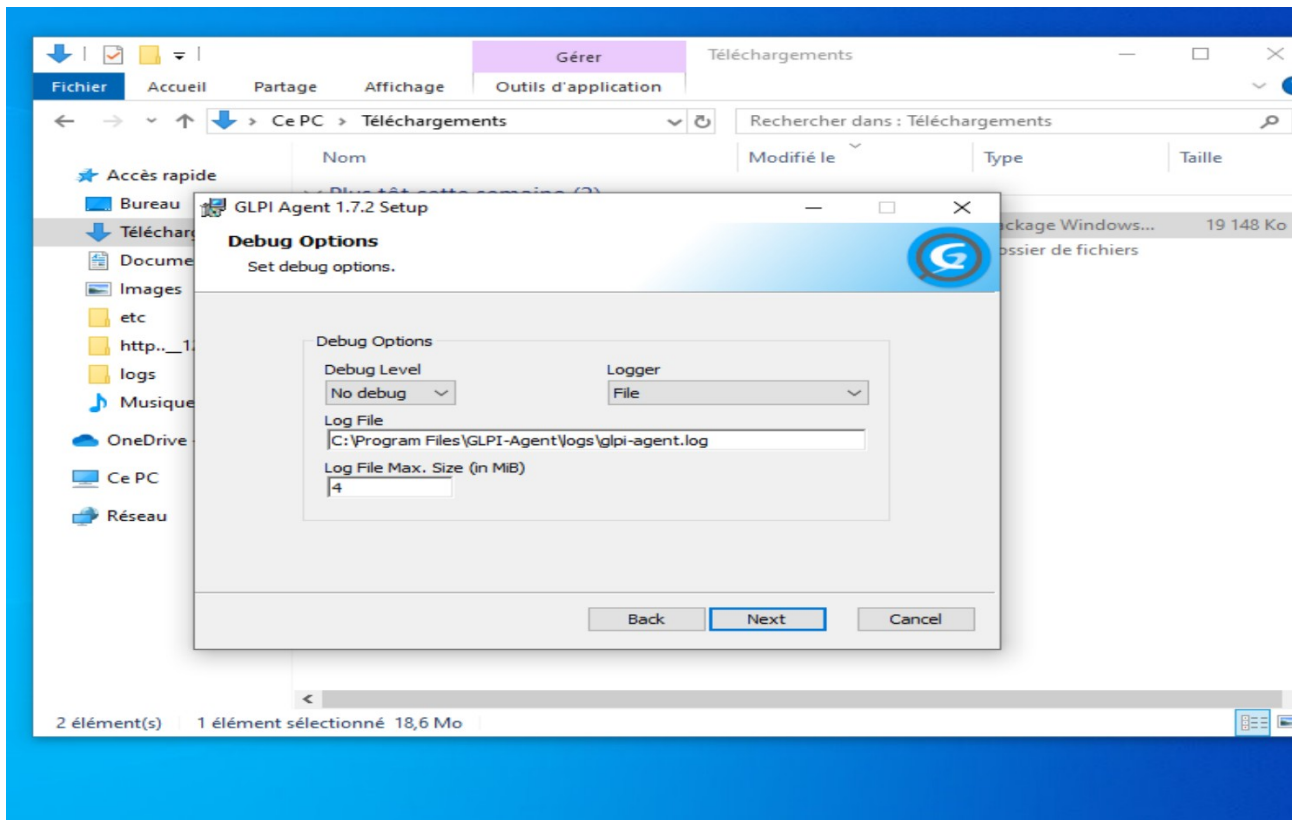 Gérer
Téléchargements
Fichier
Accueil
Partage
Affichage
Outils d'application
Ce PC
Téléchargements
Rechercher dans : Téléchargements
Nom
Modifié le
Type
Taille
Accès rapide
Bureau
Docume
Images
etc
http..__1
logs
Musique
OneDrive
Ce PC
Réseau
ckage Windows...
19 148 Ko
ossier de fichiers
GLPI Agent 1.7.2 Setup
Debug Options
Set debug options.
Debug Options
Debug Level
Logger
No debug
File
Log File
C:\Program Files\GLPI-Agent\logs\glpi-agent.log
Log File Max. Size (in MiB)
4
Back
Next
Cancel
2 élément(s)
1 élément sélectionné 18,6 Mo